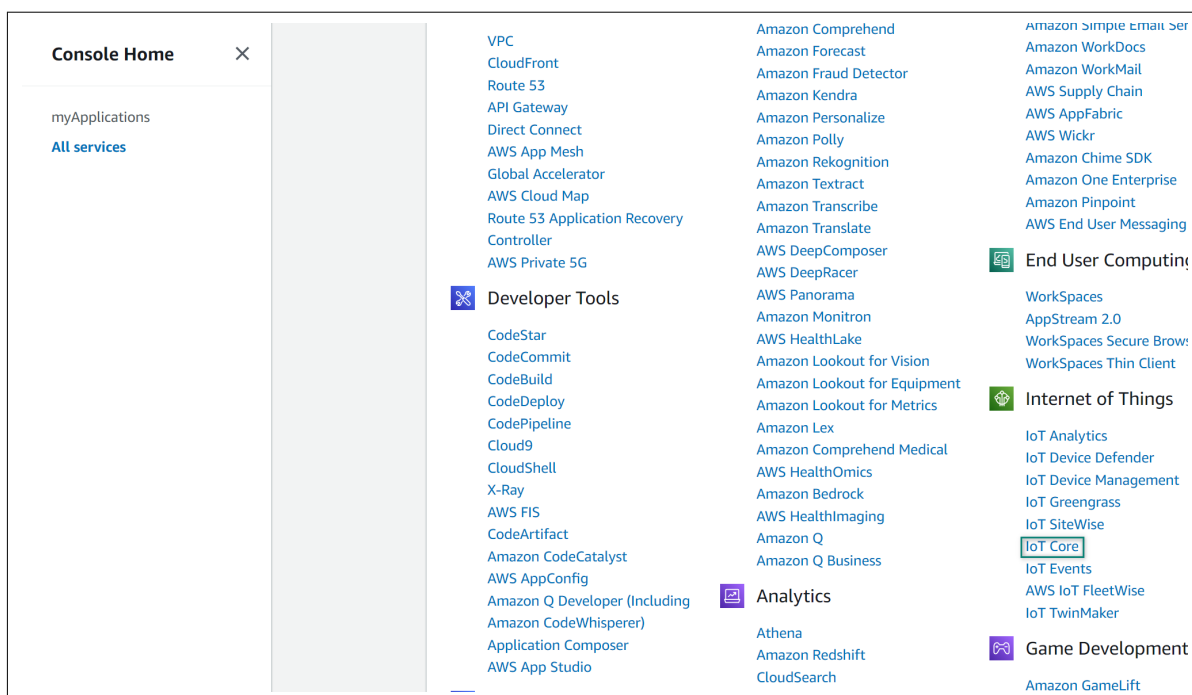 Console Home
myApplications
All services
VPC
CloudFront
Route 53
API Gateway
Direct Connect
AWS App Mesh
Global Accelerator
AWS Cloud Map
Route 53 Application Recovery
Controller
AWS Private 5G
Developer Tools
CodeStar
CodeCommit
CodeBuild
CodeDeploy
CodePipeline
Cloud9
CloudShell
X-Ray
AWS FIS
CodeArtifact
Amazon CodeCatalyst
AWS AppConfig
Amazon Q Developer (Including
Amazon CodeWhisperer)
Application Composer
AWS App Studio
Amazon Comprehend
Amazon Forecast
Amazon Fraud Detector
Amazon Kendra
Amazon Personalize
Amazon Polly
Amazon Rekognition
Amazon Textract
Amazon Transcribe
Amazon Translate
AWS DeepComposer
AWS DeepRacer
AWS Panorama
Amazon Monitron
AWS HealthLake
Amazon Lookout for Vision
Amazon Lookout for Equipment
Amazon Lookout for Metrics
Amazon Lex
Amazon Comprehend Medical
AWS HealthOmics
Amazon Bedrock
AWS HealthImaging
Amazon Q
Amazon Q Business
Analytics
Athena
Amazon Redshift
CloudSearch
Amazon Simple Email Ser
Amazon WorkDocs
Amazon WorkMail
AWS Supply Chain
AWS AppFabric
AWS Wickr
Amazon Chime SDK
Amazon One Enterprise
Amazon Pinpoint
AWS End User Messaging
End User Computing
WorkSpaces
AppStream 2.0
WorkSpaces Secure Brows
WorkSpaces Thin Client
Internet of Things
IoT Analytics
IoT Device Defender
IoT Device Management
IoT Greengrass
IoT SiteWise
IoT Core
IoT Events
AWS IoT FleetWise
IoT TwinMaker
Game Development
Amazon GameLift